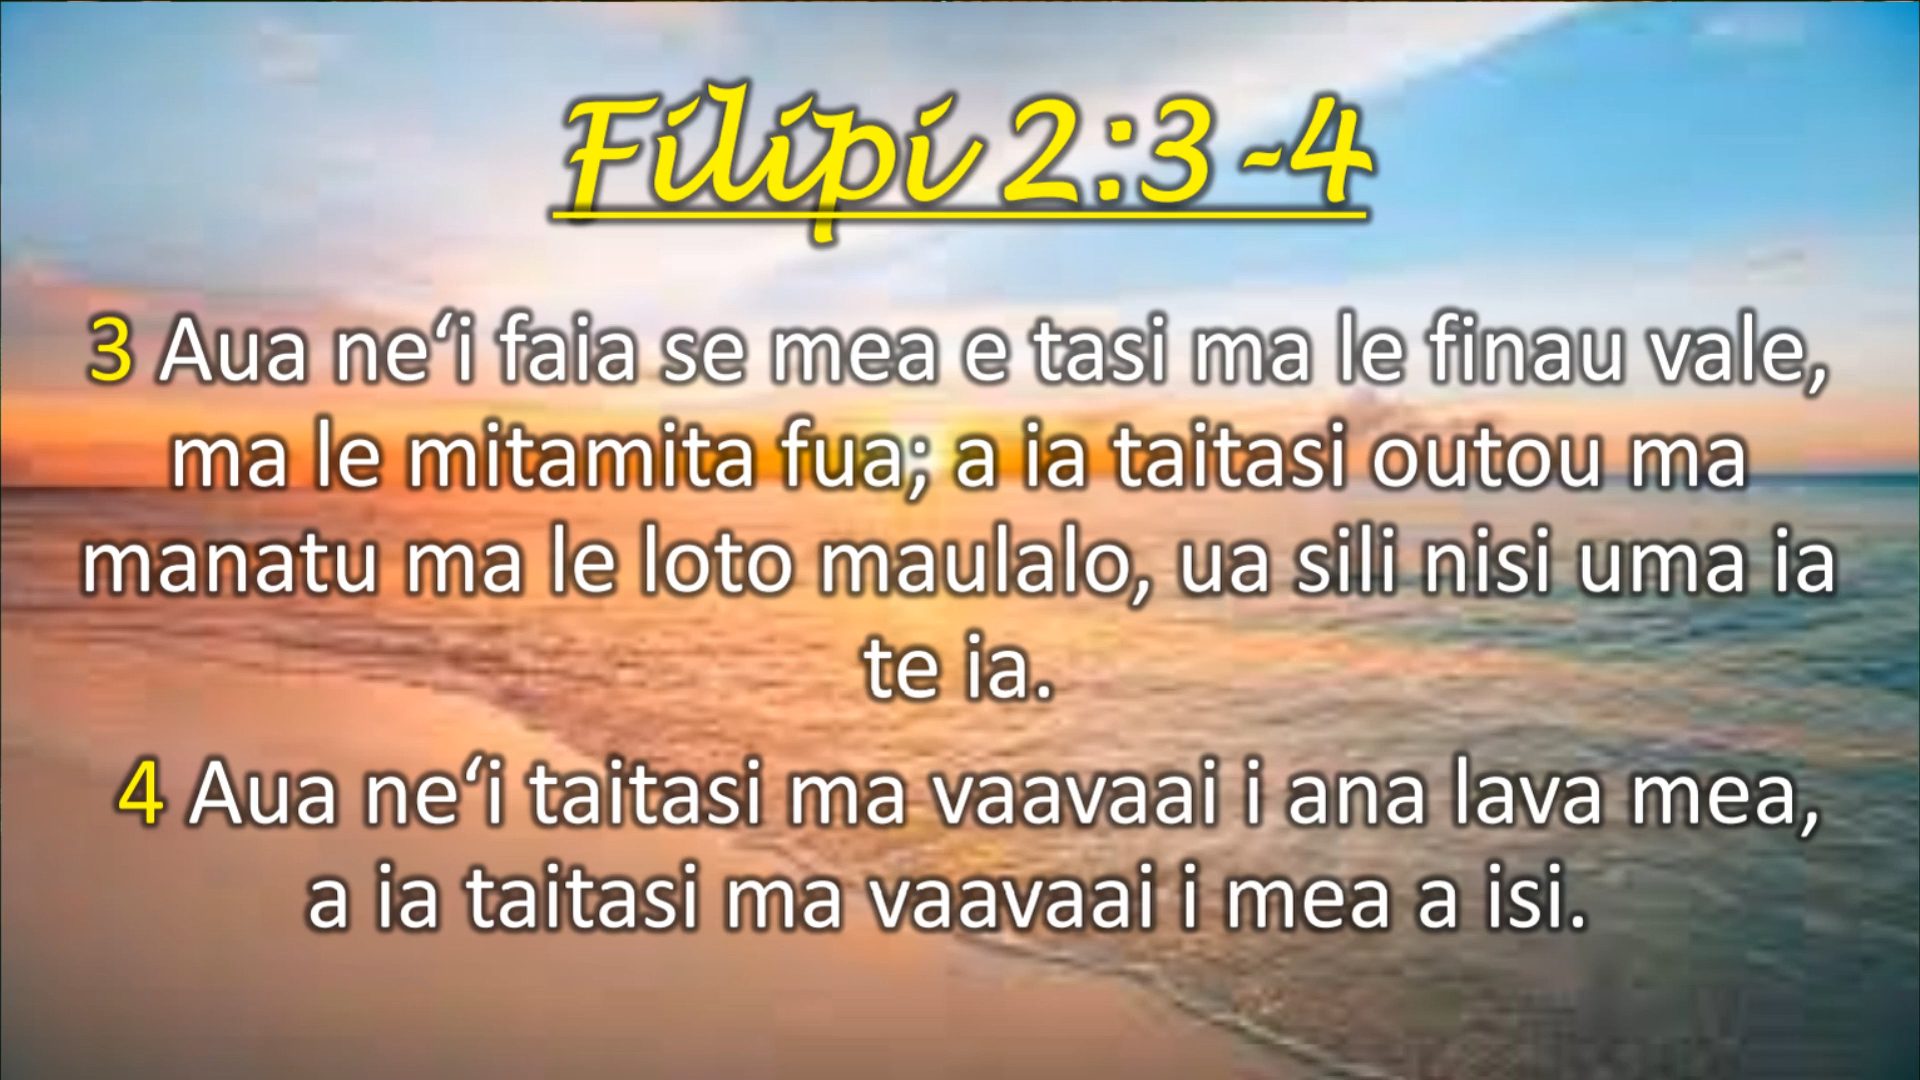 Filipi 2:3 -4
3 Aua ne‘i faia se mea e tasi ma le finau vale,
ma le mitamita fua; a ia taitasi outou ma
manatu ma le loto maulalo, ua sili nisi uma ia
te ia.
4 Aua ne‘i taitasi ma vaavaai i ana lava mea,
a ia taitasi ma vaavaai i mea a isi.